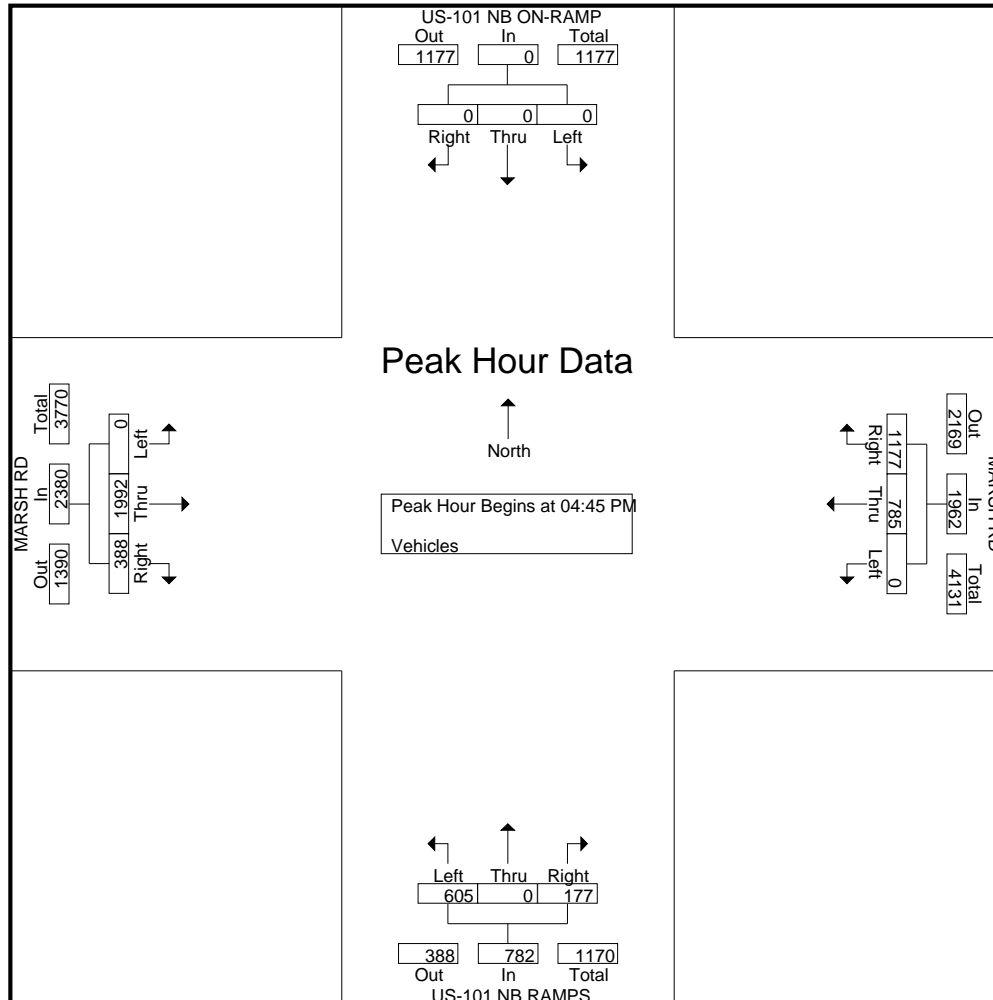 US-101 NB ON-RAMP
Out In Total
1177 0 1177
0 0 0
Right Thru Left
Peak Hour Data
North
Peak Hour Begins at 04:45 PM
Vehicles
MARSH RD
Out In Total
1390 2380 3770
0 1992 388
Left Thru Right
MARSH RD
Out In Total
2169 1962 4131
1177 785 0
Right Thru Left
Left Thru Right
605 0 177
388 782 1170
Out In Total
US-101 NB RAMPS